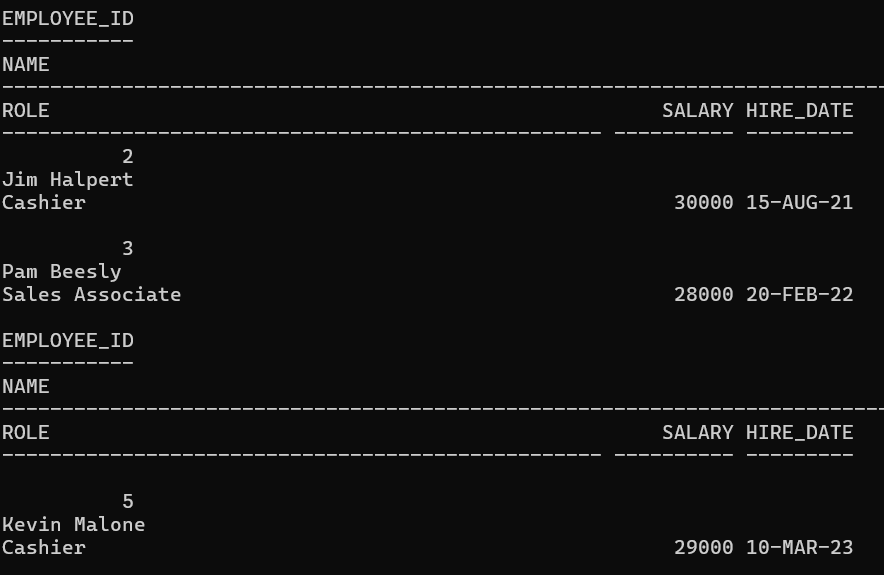 EMPLOYEE_ID
-----------
NAME
--------------------------------------------------------------------------
ROLE                                                   SALARY HIRE_DATE
-------------------------------------------------- ---------- ---------
          2
Jim Halpert
Cashier                                                 30000 15-AUG-21

          3
Pam Beesly
Sales Associate                                         28000 20-FEB-22

EMPLOYEE_ID
-----------
NAME
--------------------------------------------------------------------------
ROLE                                                   SALARY HIRE_DATE
-------------------------------------------------- ---------- ---------

          5
Kevin Malone
Cashier                                                 29000 10-MAR-23